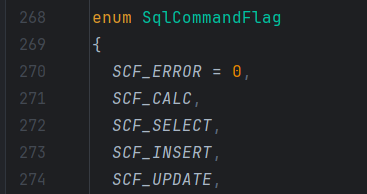 268 enum SqlCommandFlag
269 {
270 SCF_ERROR = 0,
271 SCF_CALC,
272 SCF_SELECT,
273 SCF_INSERT,
274 SCF_UPDATE,